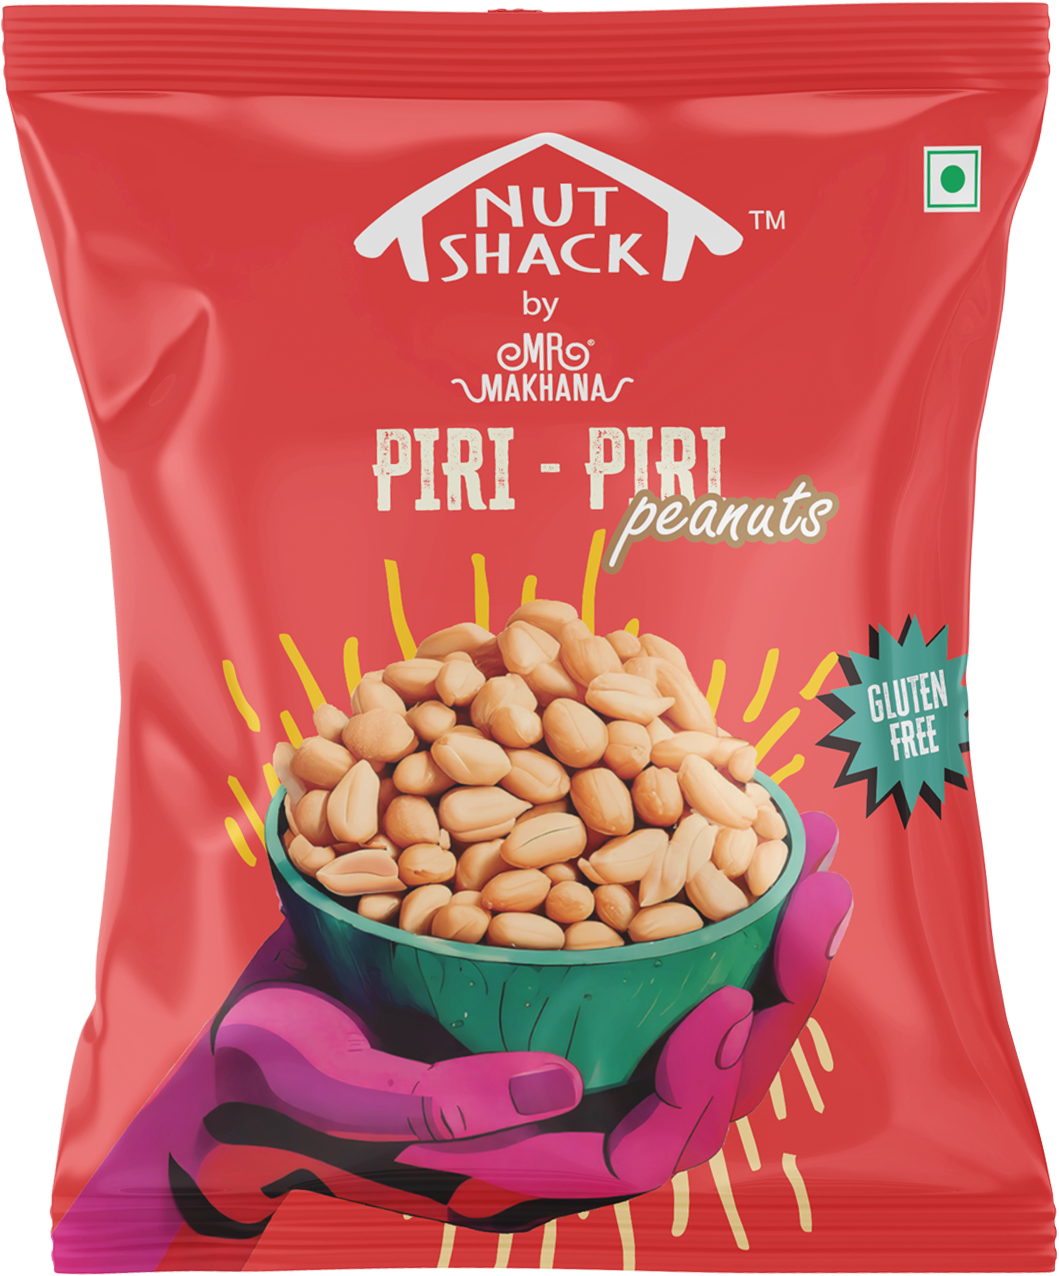 NUT
SHACK
TM
by
MR®
MAKHANA
PIRI - PIRI
peanuts
GLUTEN
FREE